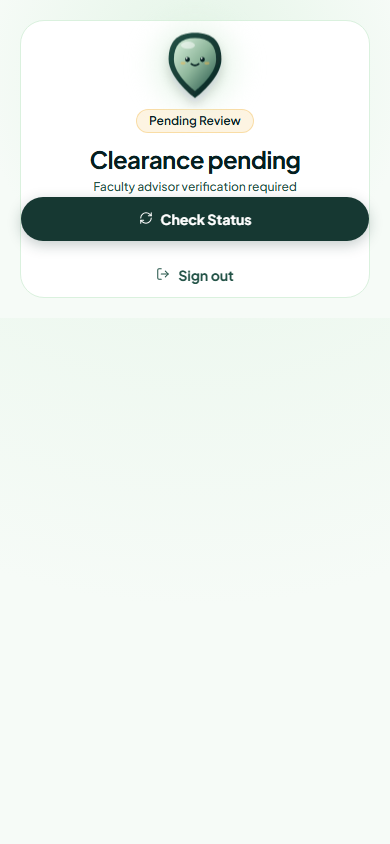 Pending Review
Clearance pending
Faculty advisor verification required
Check Status
Sign out